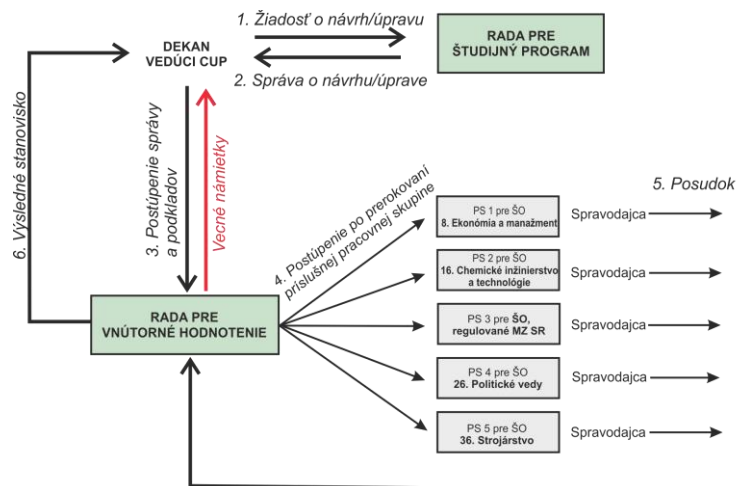 1. Žiadosť o návrh/úpravu
DEKAN
VEDÚCI CUP
RADA PRE
ŠTUDIJNÝ PROGRAM
2. Správa o návrhu/úprave
6. Výsledné stanovisko
3. Postúpenie správy
a podkladov
Vecné námietky
4. Postúpenie po prerokovaní
príslušnej pracovnej skupine
5. Posudok
PS 1 pre ŠO
8. Ekonómia a manažment
Spravodajca
PS 2 pre ŠO
16. Chemické inžinierstvo
a technológie
Spravodajca
RADA PRE
VNÚTORNÉ HODNOTENIE
PS 3 pre ŠO,
regulované MZ SR
Spravodajca
PS 4 pre ŠO
26. Politické vedy
Spravodajca
PS 5 pre ŠO
36. Strojárstvo
Spravodajca